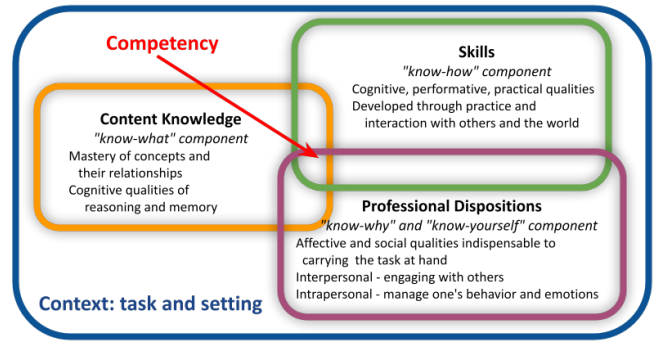 Competency
Skills
"know-how" component
Cognitive, performative, practical qualities
Developed through practice and
interaction with others and the world
Content Knowledge
"know-what" component
Mastery of concepts and
their relationships
Cognitive qualities of
reasoning and memory
Professional Dispositions
"know-why" and "know-yourself" component
Affective and social qualities indispensable to
carrying the task at hand
Interpersonal - engaging with others
Intrapersonal - manage one's behavior and emotions
Context: task and setting